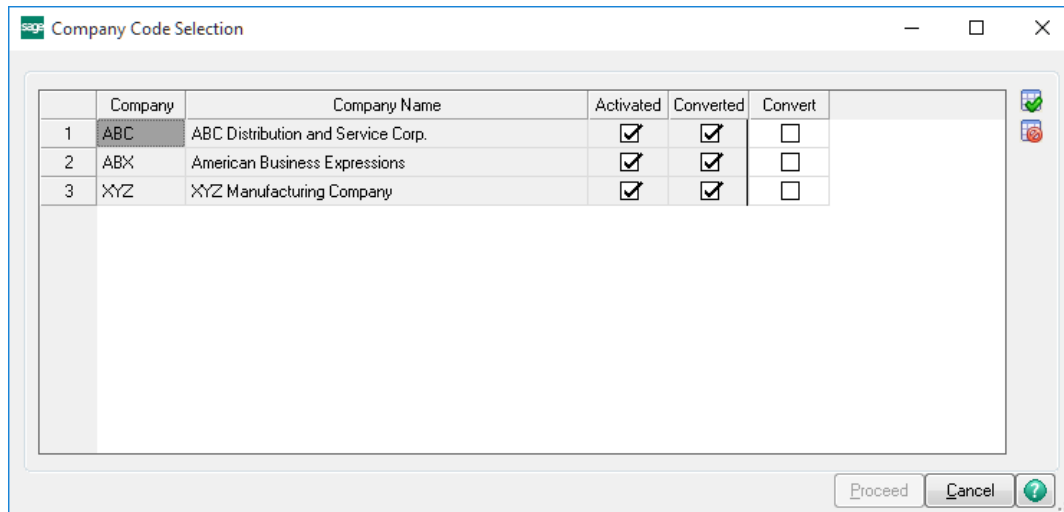 sage Company Code Selection
Company Company Name Activated Converted Convert
1 ABC ABC Distribution and Service Corp.
2 ABX American Business Expressions
3 XYZ XYZ Manufacturing Company
Proceed Cancel ?